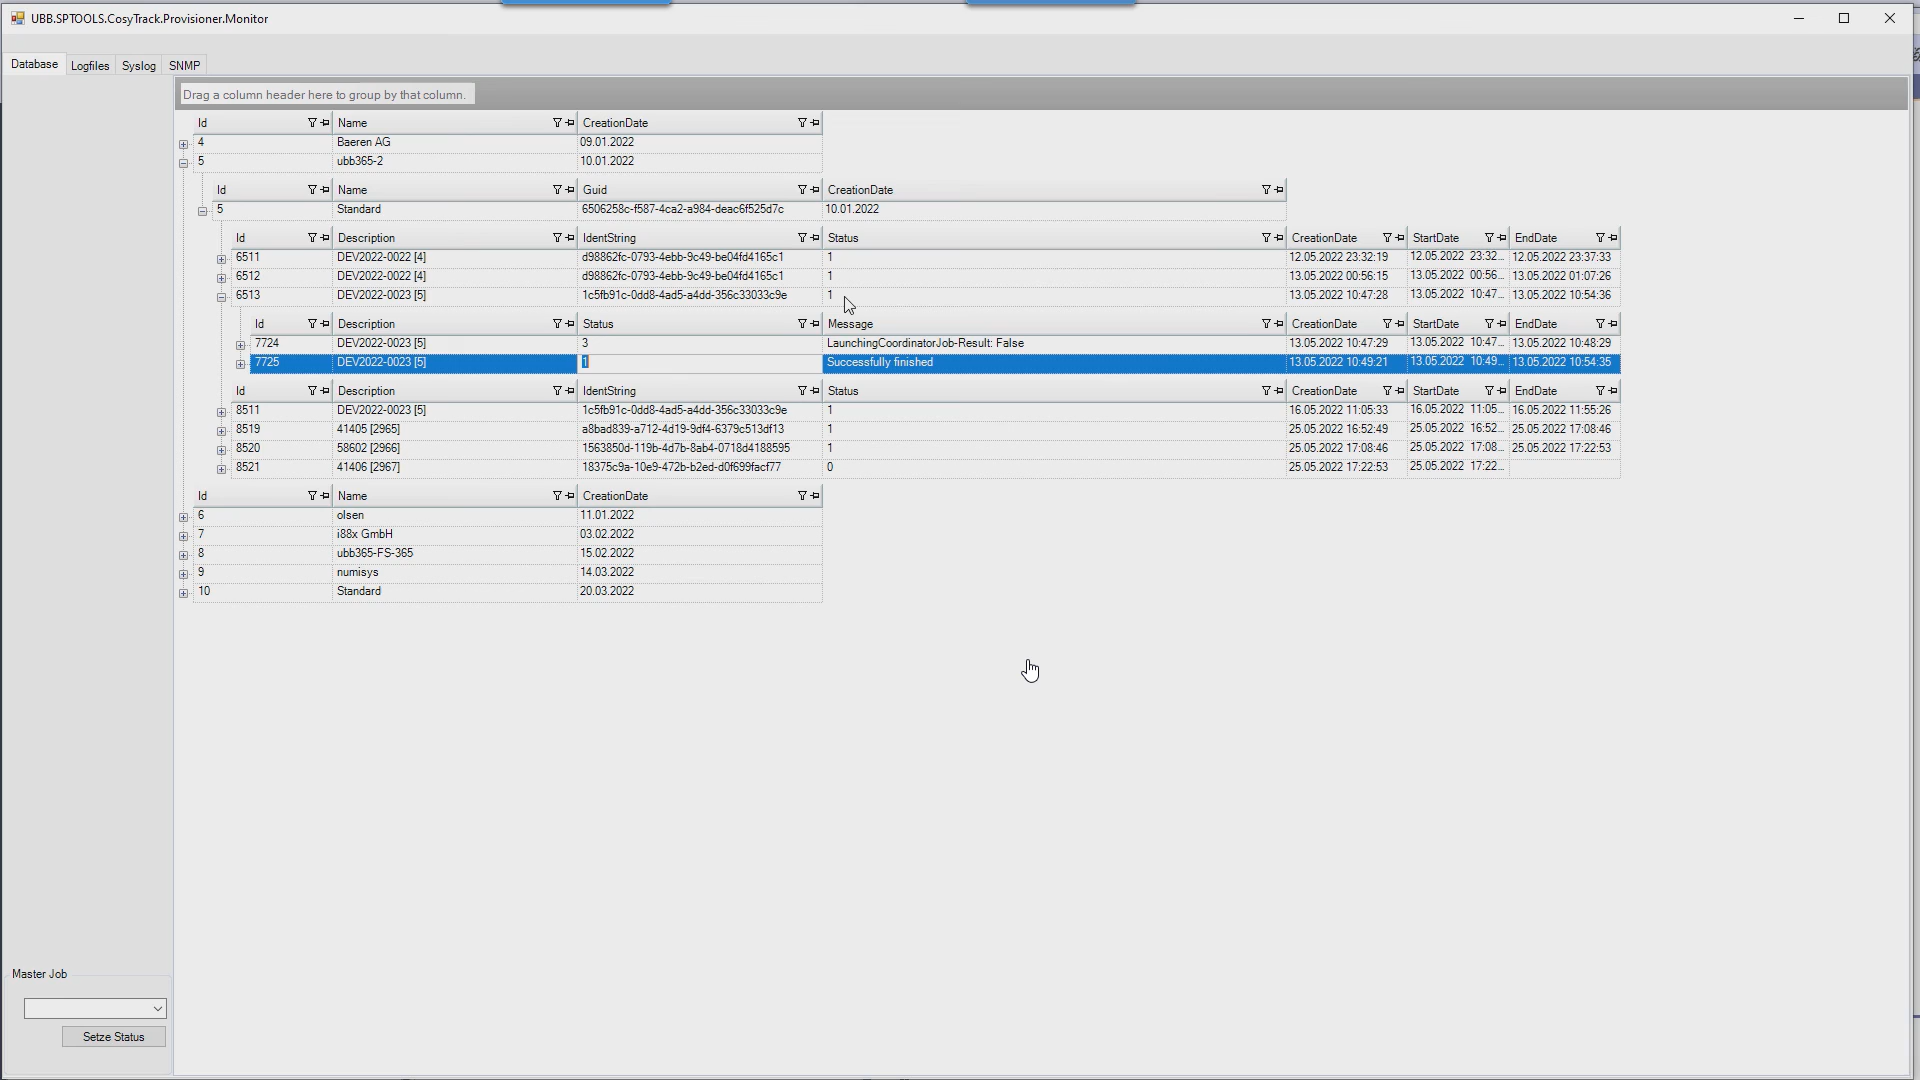 UBB.SPTOOLS.CosyTrack.Provisioner.Monitor
Database Logfiles Syslog SNMP
Drag a column header here to group by that column.
Id Name CreationDate
4 Baeren AG 09.01.2022
5 ubb365-2 10.01.2022
Id Name Guid CreationDate
5 Standard 6506258c-f587-4ca2-a984-deac6f525d7c 10.01.2022
Id Description IdentString Status CreationDate StartDate EndDate
6511 DEV2022-0022 [4] d98862fc-0793-4ebb-9c49-be04fd4165c1 1 12.05.2022 23:32:19 12.05.2022 23:32... 12.05.2022 23:37:33
6512 DEV2022-0022 [4] d98862fc-0793-4ebb-9c49-be04fd4165c1 1 13.05.2022 00:56:15 13.05.2022 00:56... 13.05.2022 01:07:26
6513 DEV2022-0023 [5] 1c5fb91c-0dd8-4ad5-a4dd-356c33033c9e 1 13.05.2022 10:47:28 13.05.2022 10:47... 13.05.2022 10:54:36
Id Description Status Message CreationDate StartDate EndDate
7724 DEV2022-0023 [5] 3 LaunchingCoordinatorJob-Result: False 13.05.2022 10:47:29 13.05.2022 10:47... 13.05.2022 10:48:29
7725 DEV2022-0023 [5] 1 Successfully finished 13.05.2022 10:49:21 13.05.2022 10:49... 13.05.2022 10:54:35
Id Description IdentString Status CreationDate StartDate EndDate
8511 DEV2022-0023 [5] 1c5fb91c-0dd8-4ad5-a4dd-356c33033c9e 1 16.05.2022 11:05:33 16.05.2022 11:05... 16.05.2022 11:55:26
8519 41405 [2965] a8bad839-a712-4d19-9df4-6379c513df13 1 25.05.2022 16:52:49 25.05.2022 16:52... 25.05.2022 17:08:46
8520 58602 [2966] 1563850d-119b-4d7b-8ab4-0718d4188595 1 25.05.2022 17:08:46 25.05.2022 17:08... 25.05.2022 17:22:53
8521 41406 [2967] 18375c9a-10e9-472b-b2ed-d0f699facf77 0 25.05.2022 17:22:53 25.05.2022 17:22...
Id Name CreationDate
6 olsen 11.01.2022
7 i88x GmbH 03.02.2022
8 ubb365-FS-365 15.02.2022
9 numisys 14.03.2022
10 Standard 20.03.2022
Master Job
Setze Status